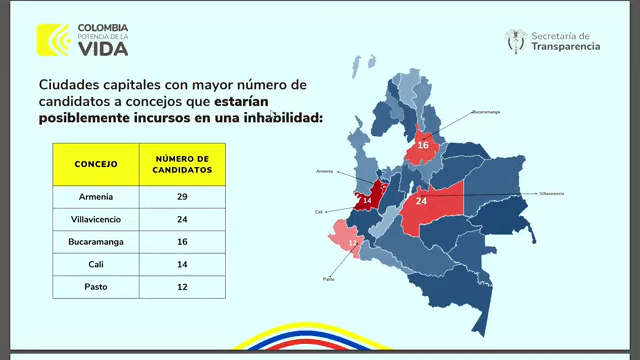 COLOMBIA
POTENCIA DE LA
VIDA
Secretaría de
Transparencia
Ciudades capitales con mayor número de
candidatos a concejos que estarían
posiblemente incursos en una inhabilidad:
CONCEJO NÚMERO DE CANDIDATOS
Armenia 29
Villavicencio 24
Bucaramanga 16
Cali 14
Pasto 12
Bucaramanga
16
Armenia
14
24
Villavicencio
Cali
12
Pasto